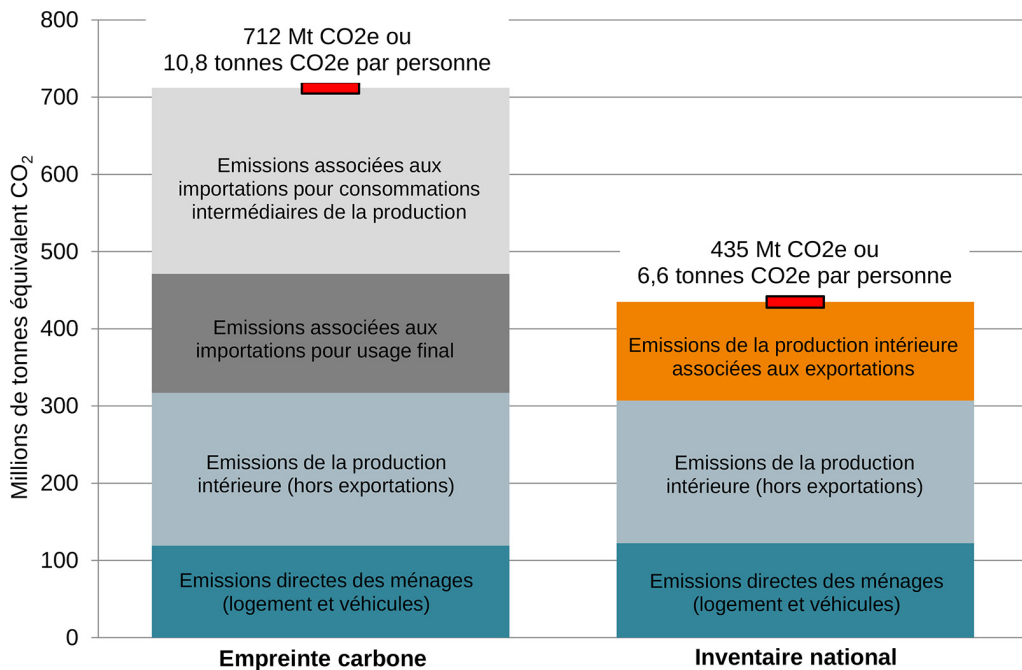 Millions de tonnes équivalent CO₂
800
700
600
500
400
300
200
100
0
712 Mt CO2e ou
10,8 tonnes CO2e par personne
Emissions associées aux
importations pour consommations
intermédiaires de la production
Emissions associées aux
importations pour usage final
Emissions de la production
intérieure (hors exportations)
Emissions directes des ménages
(logement et véhicules)
Empreinte carbone
435 Mt CO2e ou
6,6 tonnes CO2e par personne
Emissions de la production intérieure
associées aux exportations
Emissions de la production
intérieure (hors exportations)
Emissions directes des ménages
(logement et véhicules)
Inventaire national